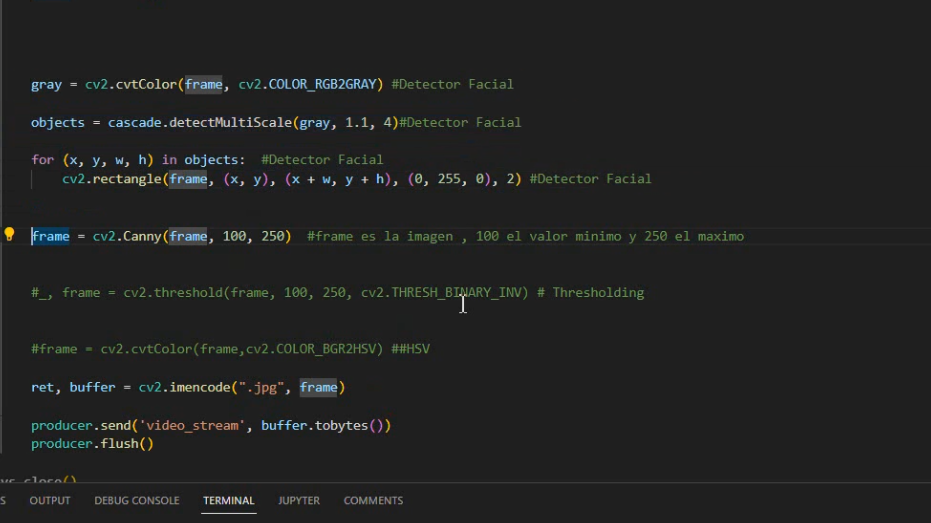 gray = cv2.cvtColor(frame, cv2.COLOR_RGB2GRAY) #Detector Facial
objects = cascade.detectMultiScale(gray, 1.1, 4)#Detector Facial
for (x, y, w, h) in objects:  #Detector Facial
    cv2.rectangle(frame, (x, y), (x + w, y + h), (0, 255, 0), 2) #Detector Facial
frame = cv2.Canny(frame, 100, 250)  #frame es la imagen , 100 el valor minimo y 250 el maximo
#_, frame = cv2.threshold(frame, 100, 250, cv2.THRESH_BINARY_INV) # Thresholding
#frame = cv2.cvtColor(frame,cv2.COLOR_BGR2HSV) ##HSV
ret, buffer = cv2.imencode(".jpg", frame)
producer.send('video_stream', buffer.tobytes())
producer.flush()
close()
S OUTPUT DEBUG CONSOLE TERMINAL JUPYTER COMMENTS